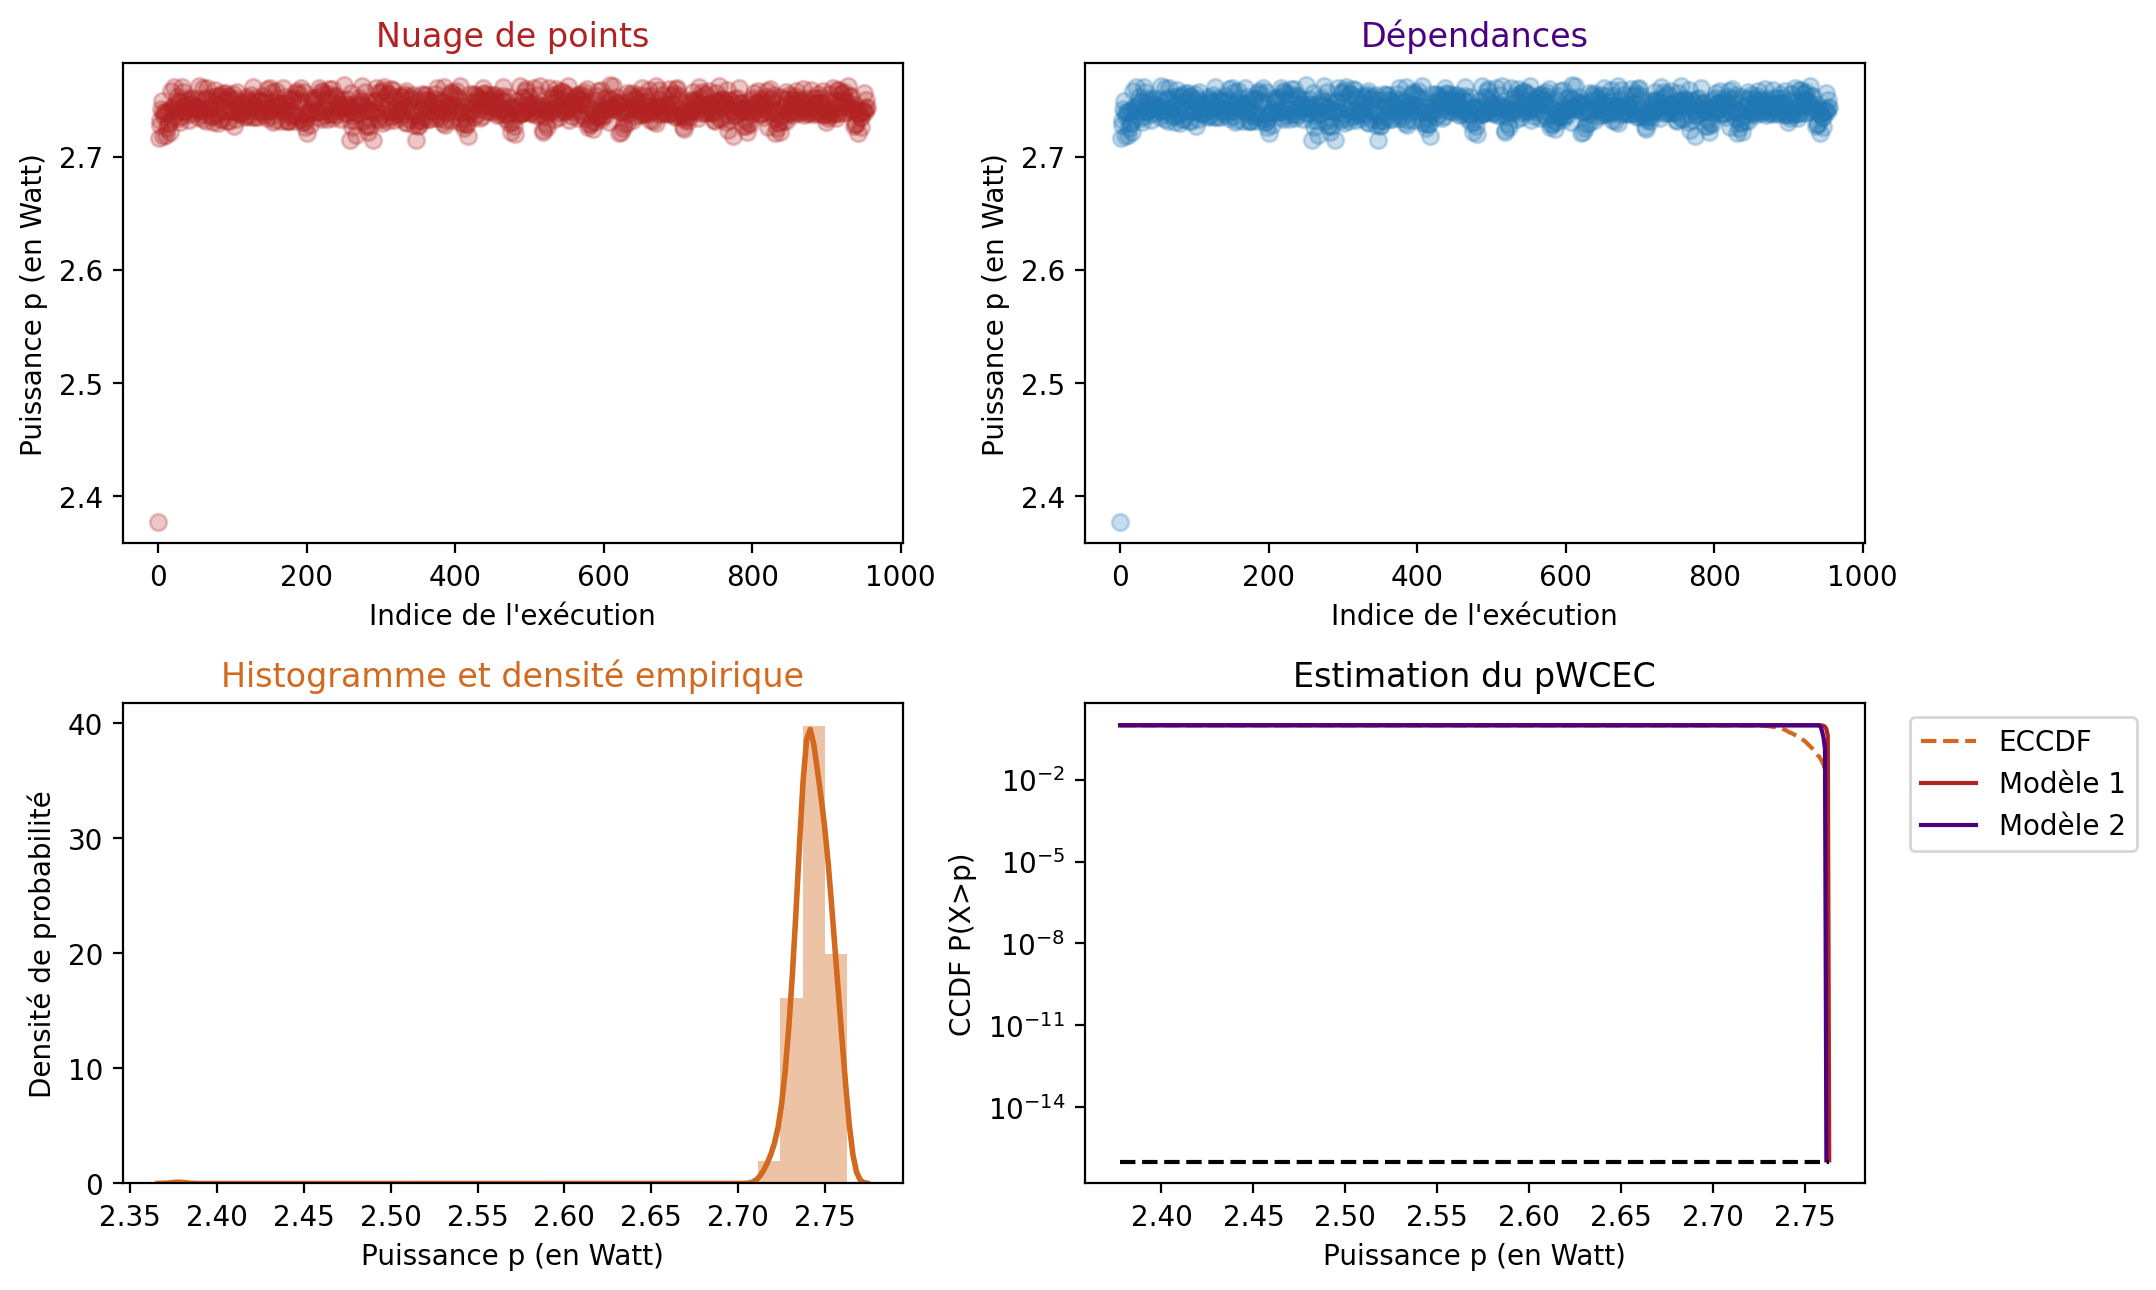 Nuage de points
Puissance p (en Watt)
2.7
2.6
2.5
2.4
0 200 400 600 800 1000
Indice de l'exécution
Dépendances
Puissance p (en Watt)
2.7
2.6
2.5
2.4
0 200 400 600 800 1000
Indice de l'exécution
Histogramme et densité empirique
Densité de probabilité
40
30
20
10
0
2.35 2.40 2.45 2.50 2.55 2.60 2.65 2.70 2.75
Puissance p (en Watt)
Estimation du pWCEC
CCDF P(X>p)
10⁻²
10⁻⁵
10⁻⁸
10⁻¹¹
10⁻¹⁴
2.40 2.45 2.50 2.55 2.60 2.65 2.70 2.75
Puissance p (en Watt)
ECCDF
Modèle 1
Modèle 2